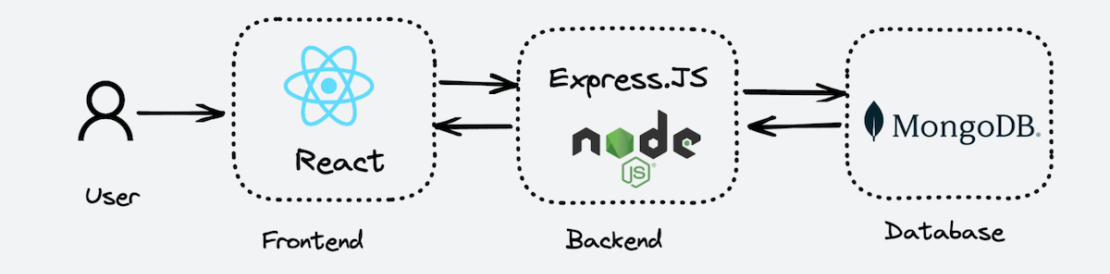 User
React
Frontend
Express.JS
node
JS
Backend
MongoDB.
Database